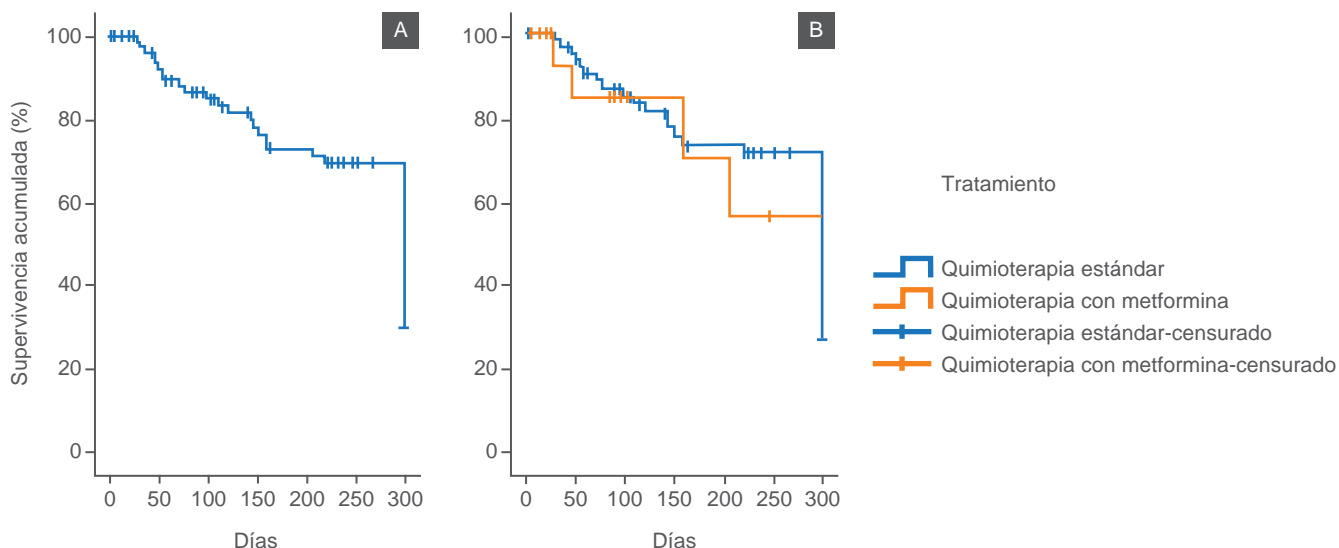 A
B
Supervivencia acumulada (%)
100
80
60
40
20
0
0 50 100 150 200 250 300
Días
100
80
60
40
20
0
0 50 100 150 200 250 300
Días
Tratamiento
Quimioterapia estándar
Quimioterapia con metformina
Quimioterapia estándar-censurado
Quimioterapia con metformina-censurado